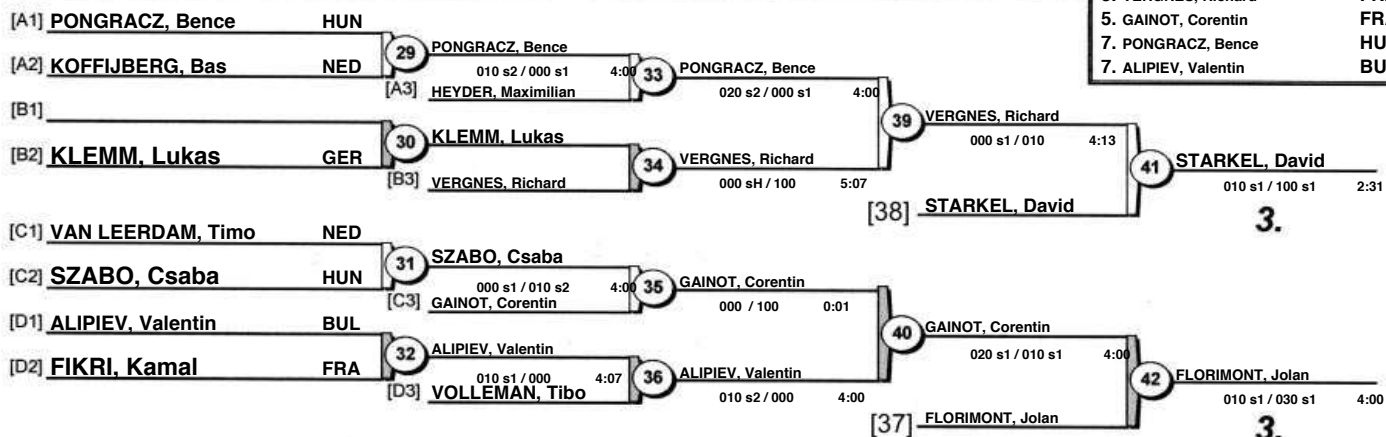 5. GAINOT, Corentin FRA
7. PONGRACZ, Bence HU
7. ALIPIEV, Valentin BU
[A1] PONGRACZ, Bence HUN
29 PONGRACZ, Bence
010 s2 / 000 s1 4:00
[A2] KOFFIJBERG, Bas NED
[A3] HEYDER, Maximilian
33 PONGRACZ, Bence
020 s2 / 000 s1 4:00
[B1]
30 KLEMM, Lukas
[B2] KLEMM, Lukas GER
[B3] VERGNES, Richard
34 VERGNES, Richard
000 sH / 100 5:07
39 VERGNES, Richard
000 s1 / 010 4:13
[38] STARKEL, David
41 STARKEL, David
010 s1 / 100 s1 2:31
3.
[C1] VAN LEERDAM, Timo NED
31 SZABO, Csaba
000 s1 / 010 s2 4:00
[C2] SZABO, Csaba HUN
[C3] GAINOT, Corentin
35 GAINOT, Corentin
000 / 100 0:01
[D1] ALIPIEV, Valentin BUL
32 ALIPIEV, Valentin
010 s1 / 000 4:07
[D2] FIKRI, Kamal FRA
[D3] VOLLEMAN, Tibo
36 ALIPIEV, Valentin
010 s2 / 000 4:00
40 GAINOT, Corentin
020 s1 / 010 s1 4:00
[37] FLORIMONT, Jolan
42 FLORIMONT, Jolan
010 s1 / 030 s1 4:00
3.